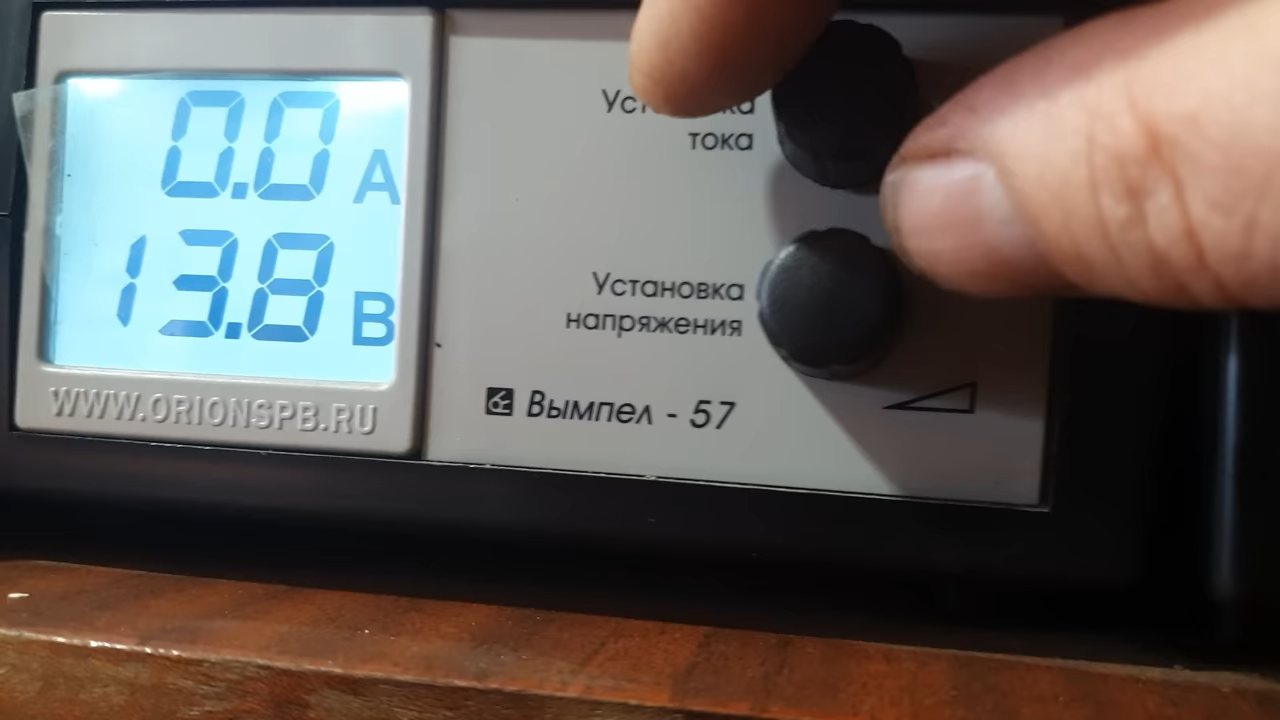 0.0 А
13.8 В
WWW.ORIONSPB.RU
тока
Установка
напряжения
Вымпел - 57